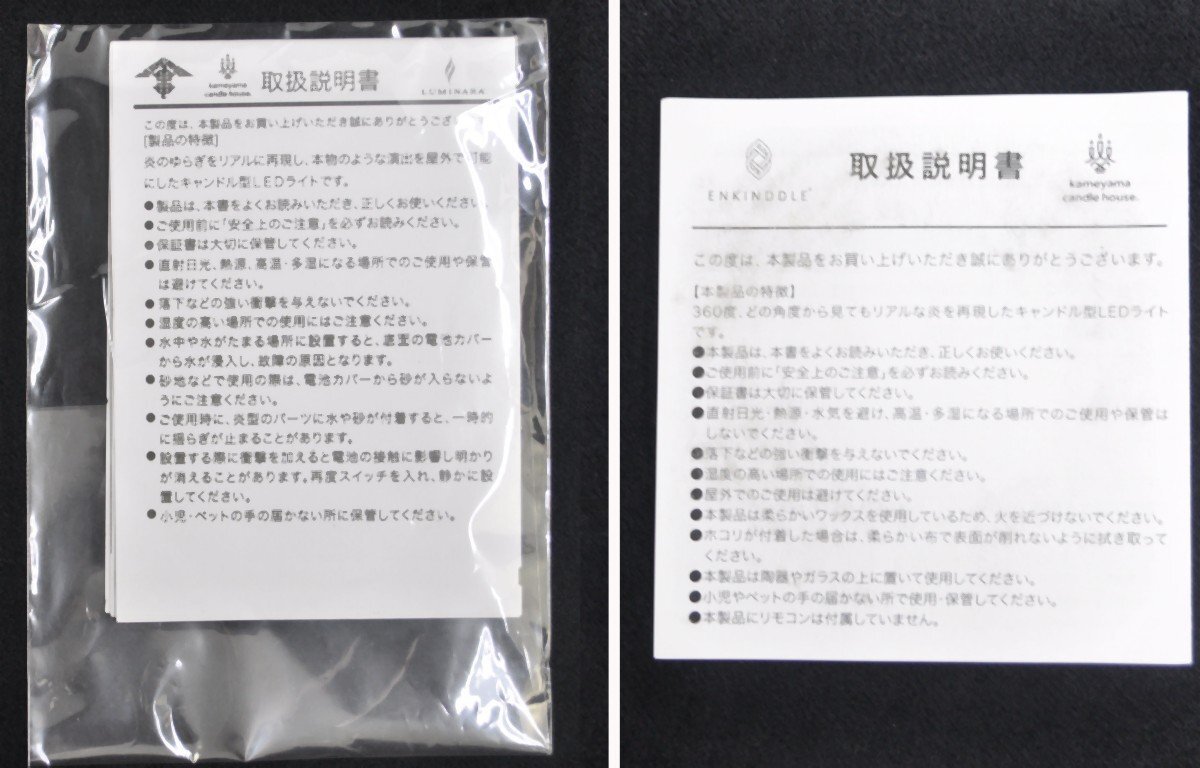 kameyama
candle house.
取扱説明書
LUMINARA
この度は、本製品をお買い上げいただき誠にありがとうござい
[製品の特徴]
炎のゆらぎをリアルに再現し、本物のような演出を屋外で可能
にしたキャンドル型LEDライトです。
●製品は、本書をよくお読みいただき、正しくお使いください。
●ご使用前に「安全上のご注意」を必ずお読みください。
●保証書は大切に保管してください。
●直射日光、熱源、高温・多湿になる場所でのご使用や保管
は避けてください。
●落下などの強い衝撃を与えないでください。
●湿度の高い場所での使用にはご注意ください。
●水中や水がたまる場所に設置すると、底面の電池カバー
から水が浸入し、故障の原因となります。
●砂地などで使用の際は、電池カバーから砂が入らないよ
うにご注意ください。
●ご使用時に、炎型のパーツに水や砂が付着すると、一時的
に揺らぎが止まることがあります。
●設置する際に衝撃を加えると電池の接触に影響し明かり
が消えることがあります。再度スイッチを入れ、静かに設
置してください。
●小児・ペットの手の届かない所に保管してください。
ENKINDDLE
取扱説明書
kameyama
candle house.
この度は、本製品をお買い上げいただき誠にありがとうございます。
【本製品の特徴】
360度、どの角度から見てもリアルな炎を再現したキャンドル型LEDライト
です。
●本製品は、本書をよくお読みいただき、正しくお使いください。
●ご使用前に「安全上のご注意」を必ずお読みください。
●保証書は大切に保管してください。
●直射日光・熱源・水気を避け、高温・多湿になる場所でのご使用や保管は
しないでください。
●落下などの強い衝撃を与えないでください。
●温度の高い場所での使用にはご注意ください。
●屋外でのご使用は避けてください。
●本製品は柔らかいワックスを使用しているため、火を近づけないでください。
●ホコリが付着した場合は、柔らかい布で表面が削れないように拭き取って
ください。
●本製品は陶器やガラスの上に置いて使用してください。
●小児やペットの手の届かない所で使用・保管してください。
●本製品にリモコンは付属していません。